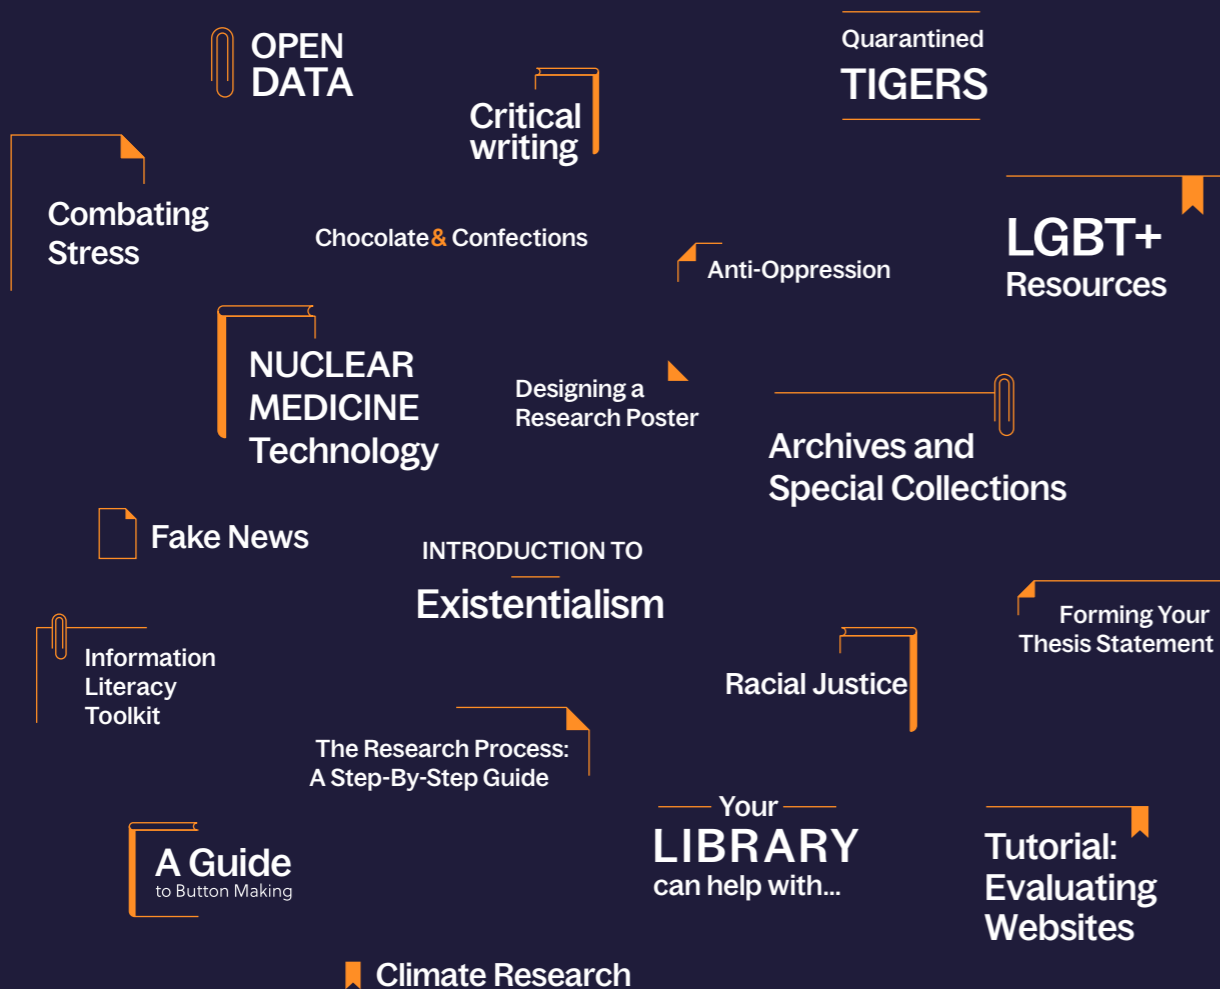 OPEN
DATA
Quarantined
TIGERS
Critical
writing
Combating
Stress
Chocolate & Confections
Anti-Oppression
LGBT+
Resources
NUCLEAR
MEDICINE
Technology
Designing a
Research Poster
Archives and
Special Collections
Fake News
INTRODUCTION TO
Existentialism
Forming Your
Thesis Statement
Information
Literacy
Toolkit
Racial Justice
The Research Process:
A Step-By-Step Guide
Your
LIBRARY
can help with...
A Guide
to Button Making
Tutorial:
Evaluating
Websites
Climate Research